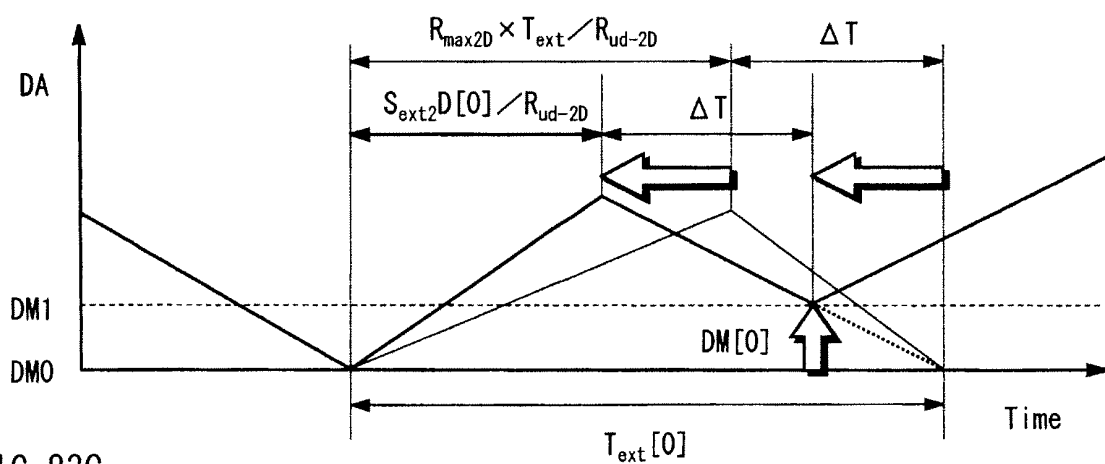 R_max2D × T_ext / R_ud-2D
ΔT
DA
S_ext2D[0] / R_ud-2D
ΔT
DM1
DM[0]
DM0
Time
T_ext[0]